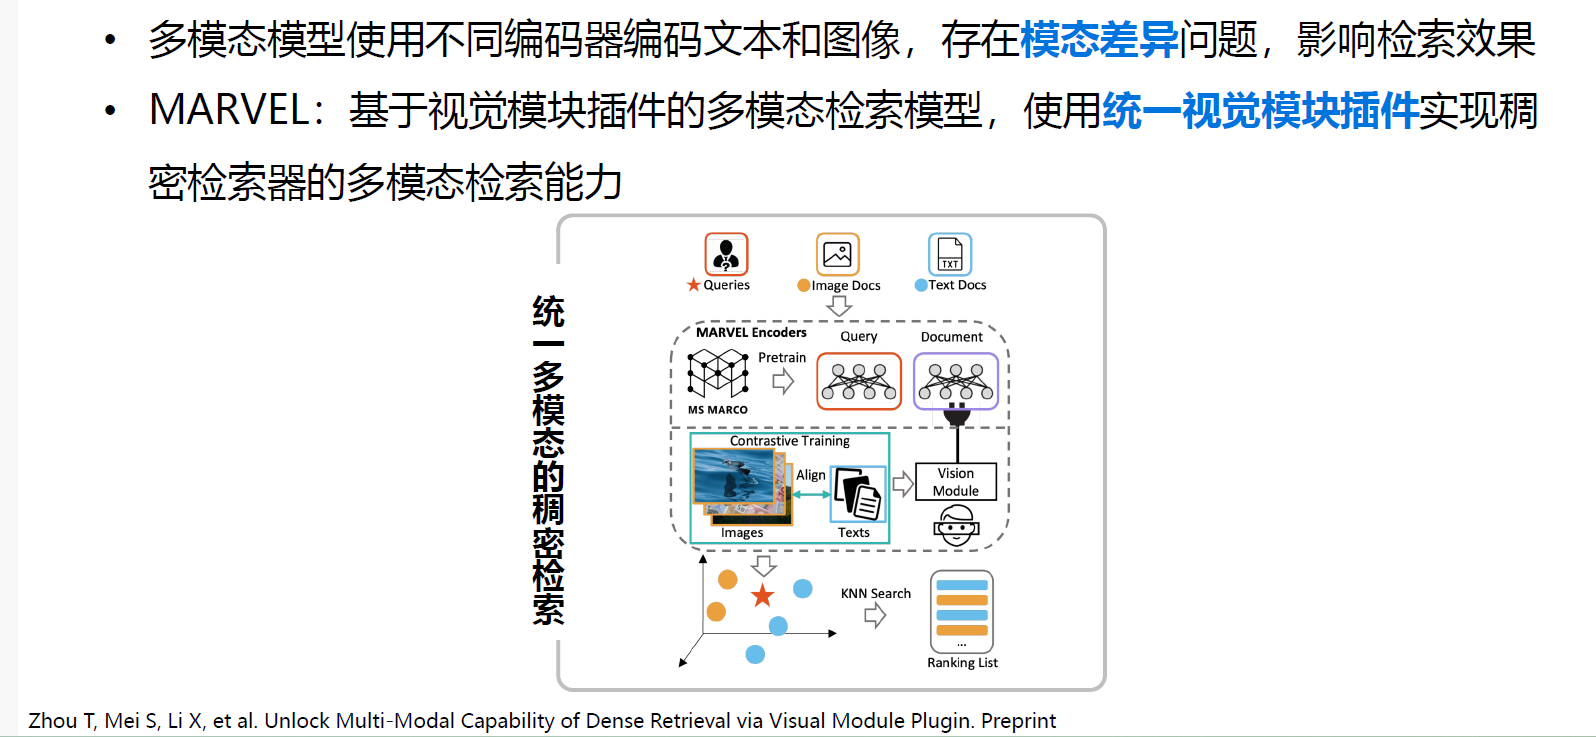 • 多模态模型使用不同编码器编码文本和图像，存在模态差异问题，影响检索效果
• MARVEL：基于视觉模块插件的多模态检索模型，使用统一视觉模块插件实现稠
密检索器的多模态检索能力
统一多模态的稠密检索
TXT
Queries
Image Docs
Text Docs
MARVEL Encoders
Query
Document
Pretrain
MS MARCO
Contrastive Training
Align
Images
Texts
Vision
Module
KNN Search
...
Ranking List
Zhou T, Mei S, Li X, et al. Unlock Multi-Modal Capability of Dense Retrieval via Visual Module Plugin. Preprint